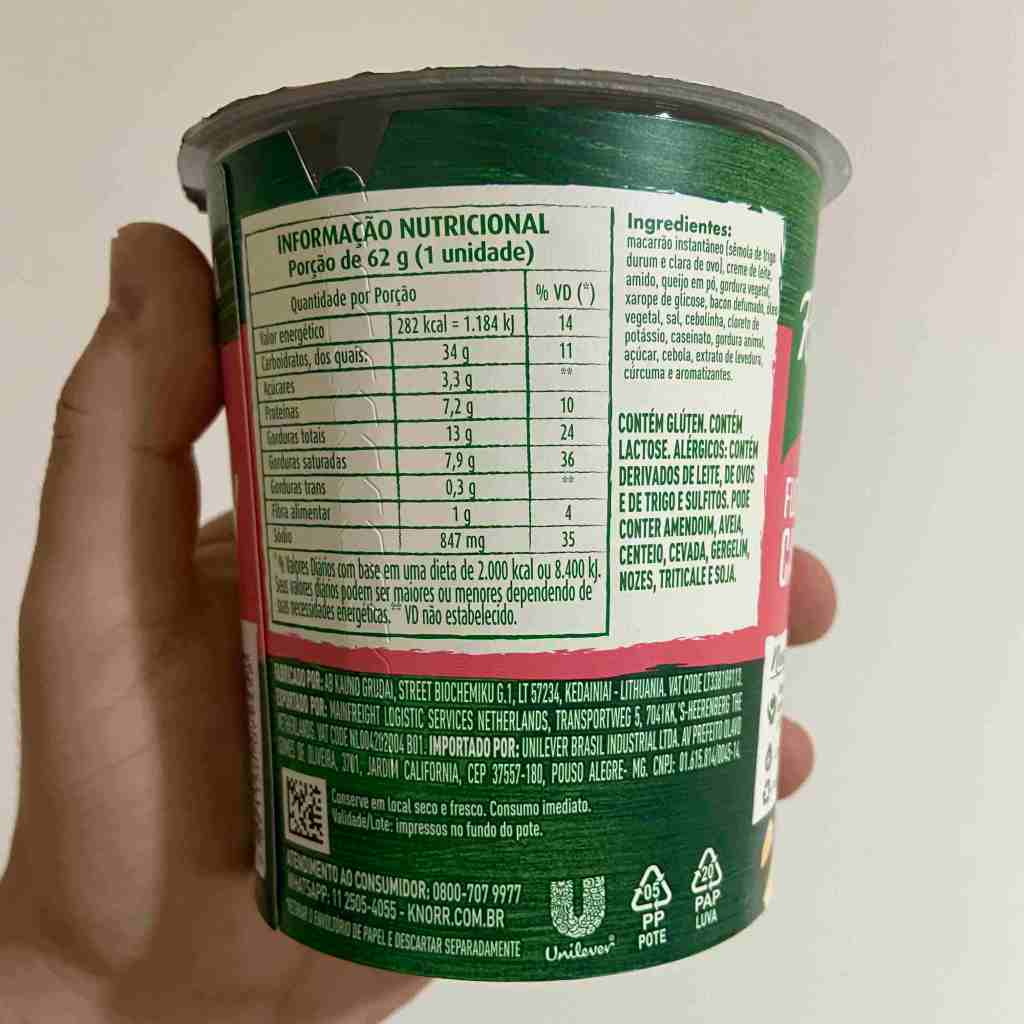 INFORMAÇÃO NUTRICIONAL
Porção de 62 g (1 unidade)
Quantidade por Porção % VD (*)
Valor energético 282 kcal = 1.184 kJ 14
Carboidratos, dos quais: 34 g 11
Açúcares 3,3 g **
Proteínas 7,2 g 10
Gorduras totais 13 g 24
Gorduras saturadas 7,9 g 36
Gorduras trans 0,3 g **
Fibra alimentar 1 g 4
Sódio 847 mg 35
* % Valores Diários com base em uma dieta de 2.000 kcal ou 8.400 kJ.
Seus valores diários podem ser maiores ou menores dependendo de
suas necessidades energéticas. ** VD não estabelecido.
Ingredientes:
macarrão instantâneo (sêmola de trigo
durum e clara de ovo), creme de leite,
amido, queijo em pó, gordura vegetal,
xarope de glicose, bacon defumado, óleo
vegetal, sal, cebolinha, cloreto de
potássio, caseinato, gordura animal,
açúcar, cebola, extrato de levedura,
cúrcuma e aromatizantes.
CONTÉM GLÚTEN. CONTÉM
LACTOSE. ALÉRGICOS: CONTÉM
DERIVADOS DE LEITE, DE OVOS
E DE TRIGO E SULFITOS. PODE
CONTER AMENDOIM, AVEIA,
CENTEIO, CEVADA, GERGELIM,
NOZES, TRITICALE E SOJA.
FABRICADO POR: AB KAUNO GRUDAI, STREET BIOCHEMIKU G.1, LT 57234, KEDAINIAI - LITHUANIA. VAT CODE
EXPORTADO POR: MAINFREIGHT LOGISTIC SERVICES NETHERLANDS, TRANSPORTWEG 5, 7041KK, 'S-HEERENBERG THE
NETHERLANDS. VAT CODE B01. IMPORTADO POR: UNILEVER BRASIL INDUSTRIAL LTDA. AV PREFEITO OLAVO
GOMES DE OLIVEIRA, 3701, JARDIM CALIFORNIA, CEP 37557-180, POUSO ALEGRE- MG. CNPJ: 01.615.814/0045-14.
Conserve em local seco e fresco. Consumo imediato.
Validade/Lote: impressos no fundo do pote.
ATENDIMENTO AO CONSUMIDOR: 0800-707 9977
WHATSAPP: 11 2505-4055 - KNORR.COM.BR
RETIRAR O ENVOLTÓRIO DE PAPEL E DESCARTAR SEPARADAMENTE
Unilever
05
PP
POTE
20
PAP
LUVA